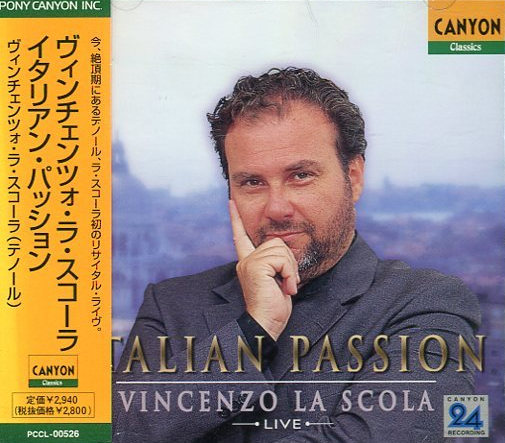 PONY CANYON INC.
ヴィンチェンツォ・ラ・スコーラ
イタリアン・パッション
ヴィンチェンツォ・ラ・スコーラ(テノール)
今、絶頂期にあるテノール、ラ・スコーラ初のリサイタル・ライヴ。
CANYON
Classics
定価¥2,940
(税抜価格¥2,800)
PCCL-00526
CANYON
Classics
TALIAN PASSION
VINCENZO LA SCOLA
LIVE
CANYON
24
RECORDING